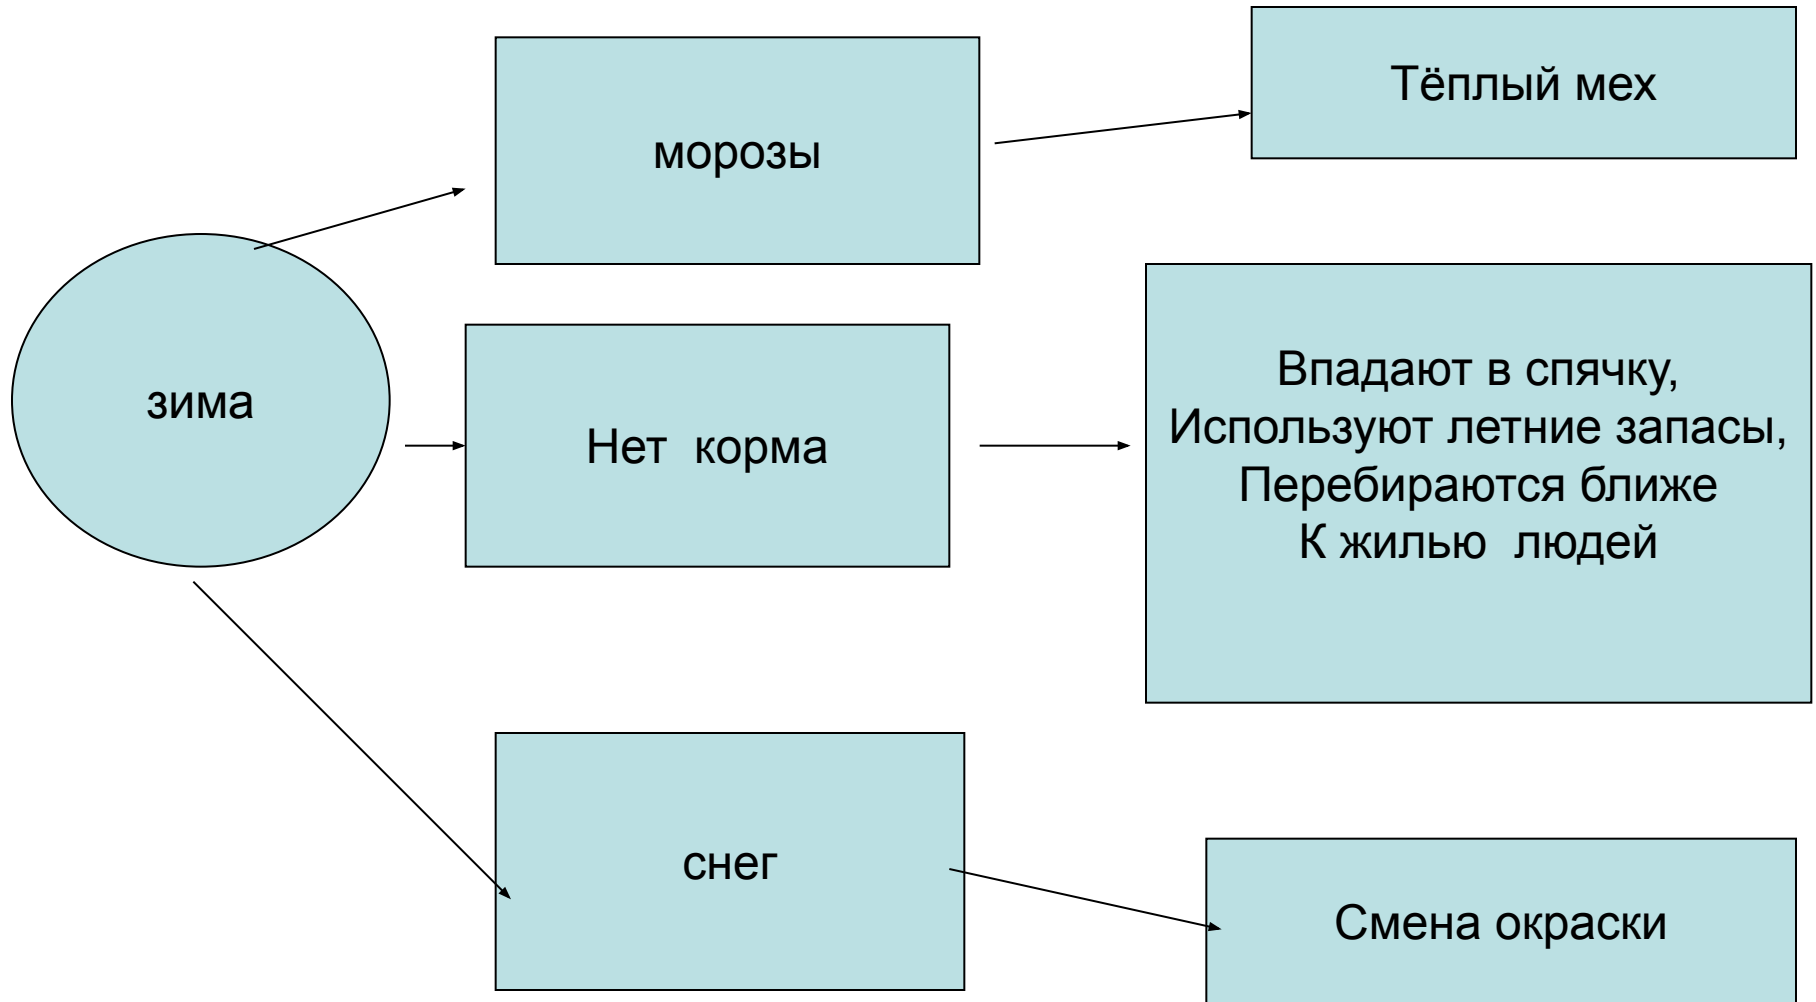 Тёплый мех
морозы
зима
Нет корма
Впадают в спячку,
Используют летние запасы,
Перебираются ближе
К жилью людей
снег
Смена окраски